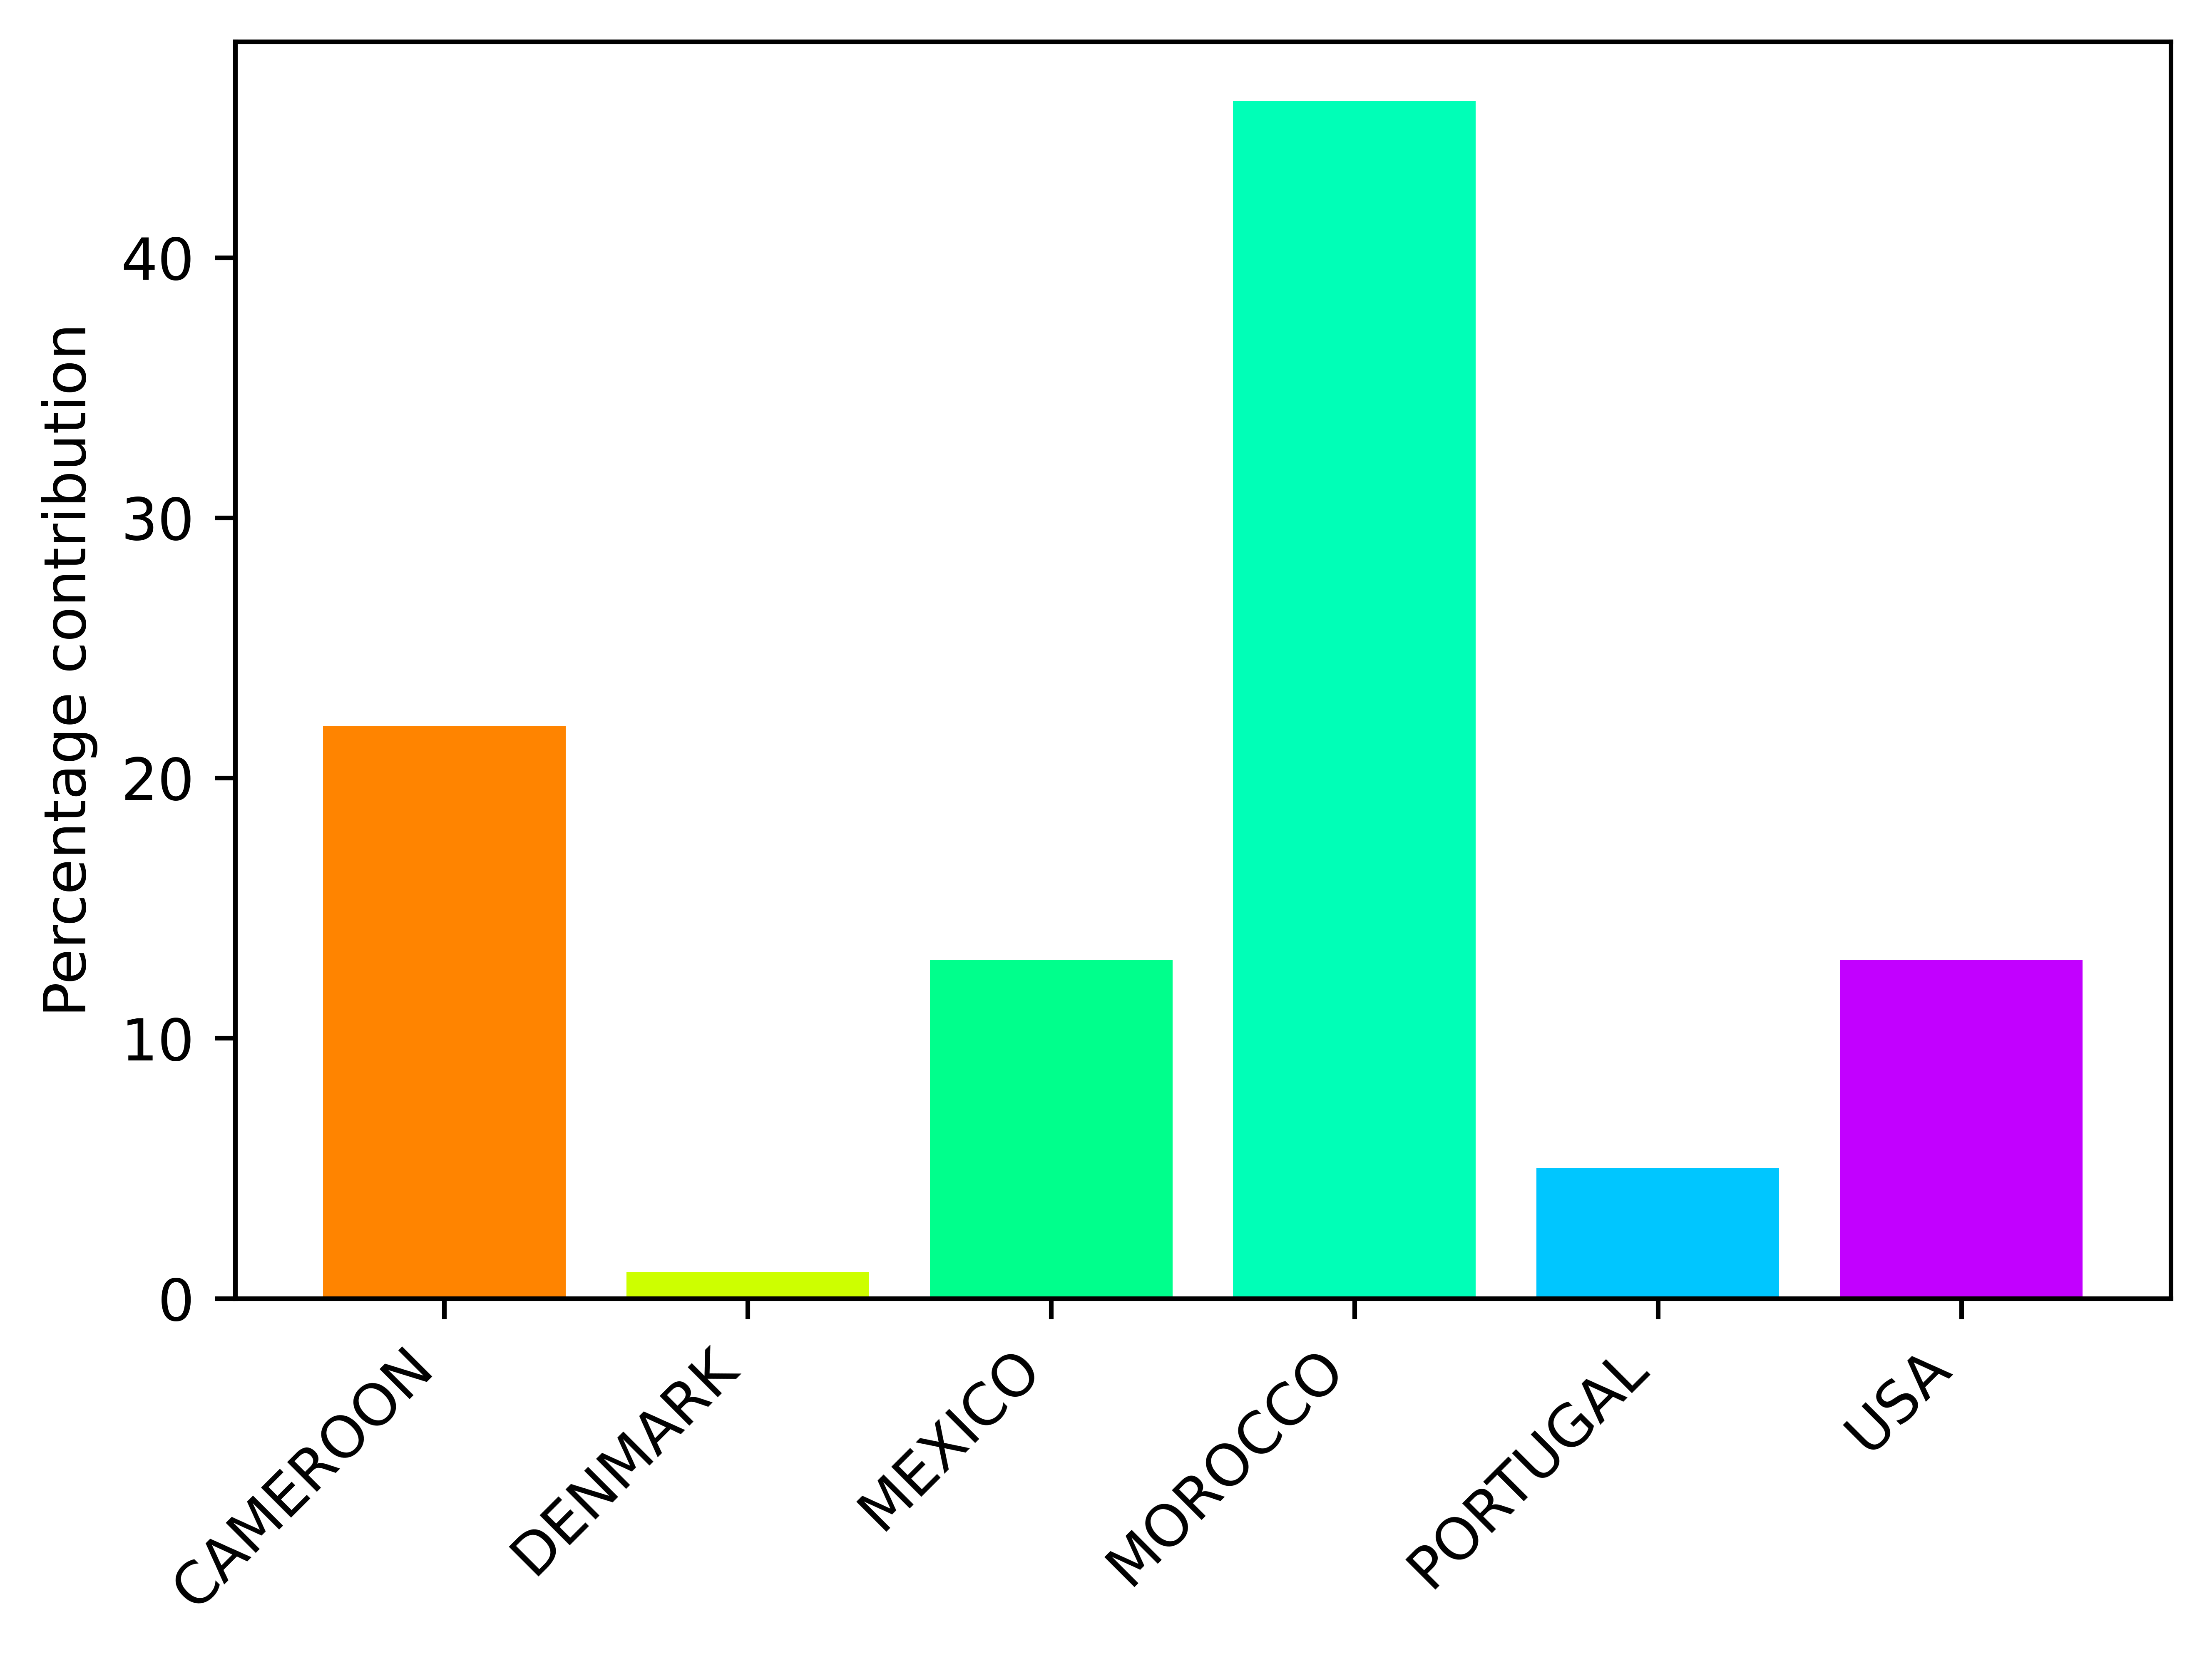 Percentage contribution
40
30
20
10
0
CAMEROON
DENMARK
MEXICO
MOROCCO
PORTUGAL
USA